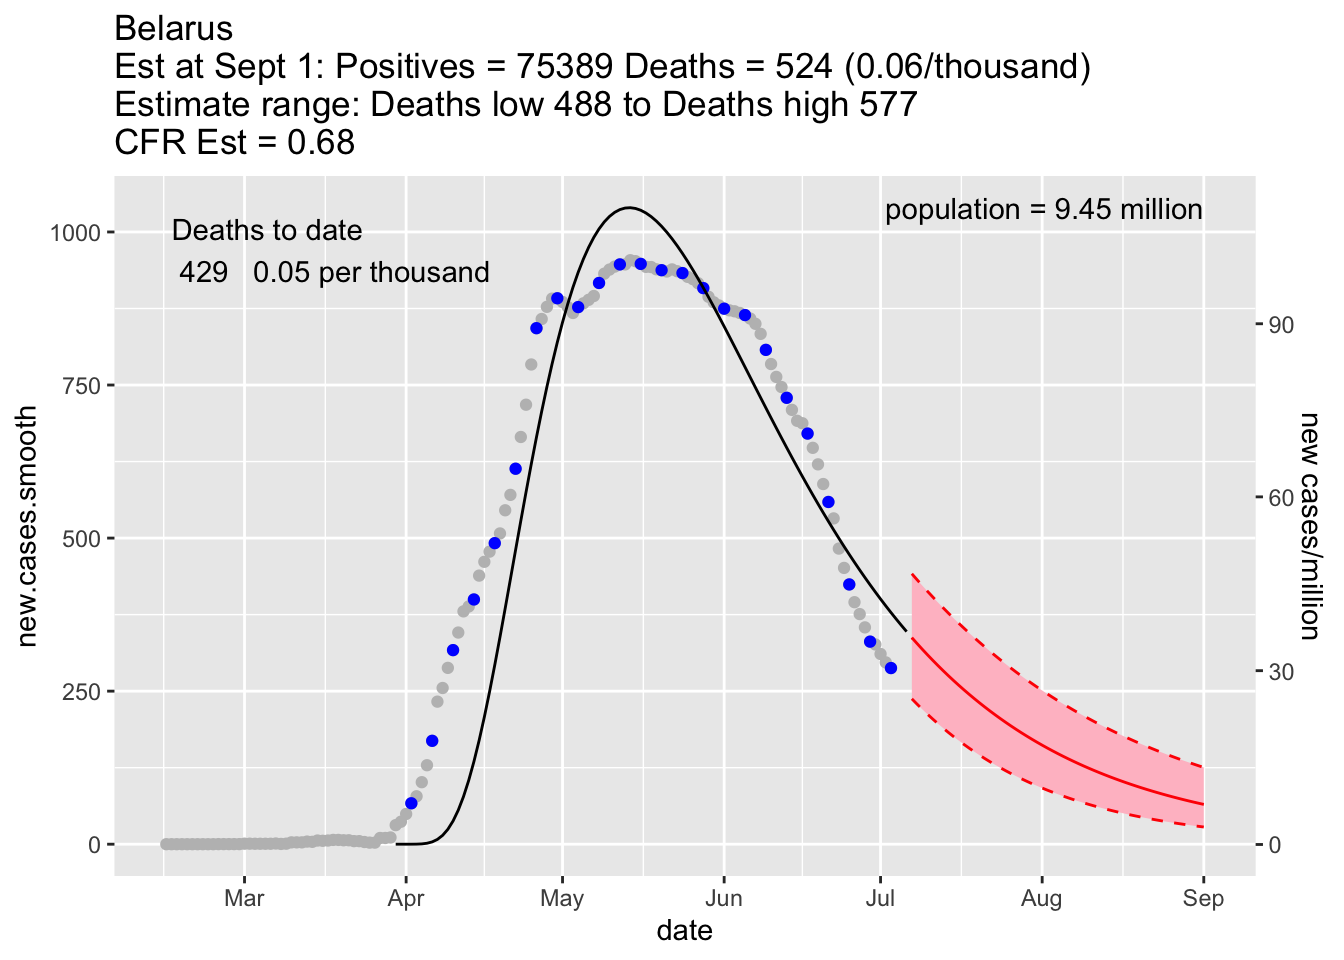 Belarus
Est at Sept 1: Positives = 75389 Deaths = 524 (0.06/thousand)
Estimate range: Deaths low 488 to Deaths high 577
CFR Est = 0.68
population = 9.45 million
Deaths to date
429 0.05 per thousand
1000
750
500
250
0
new.cases.smooth
90
60
30
0
new cases/million
Mar Apr May Jun Jul Aug Sep
date